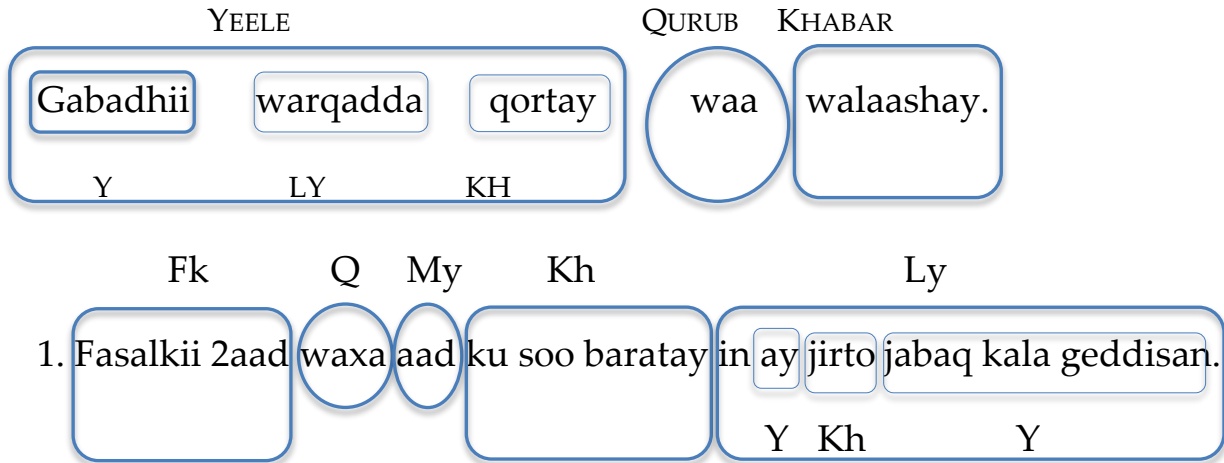 YEELE QURUB KHABAR
Gabadhii warqadda qortay waa walaashay.
Y LY KH
Fk Q My Kh Ly
1. Fasalkii 2aad waxa aad ku soo baratay in ay jirto jabaq kala geddisan.
Y Kh Y